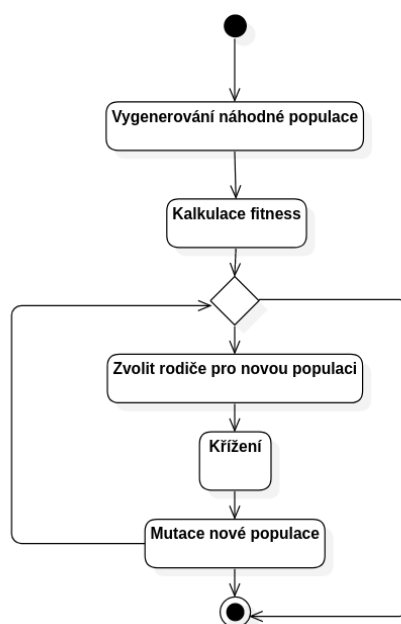 Vygenerování náhodné populace
Kalkulace fitness
Zvolit rodiče pro novou populaci
Křížení
Mutace nové populace